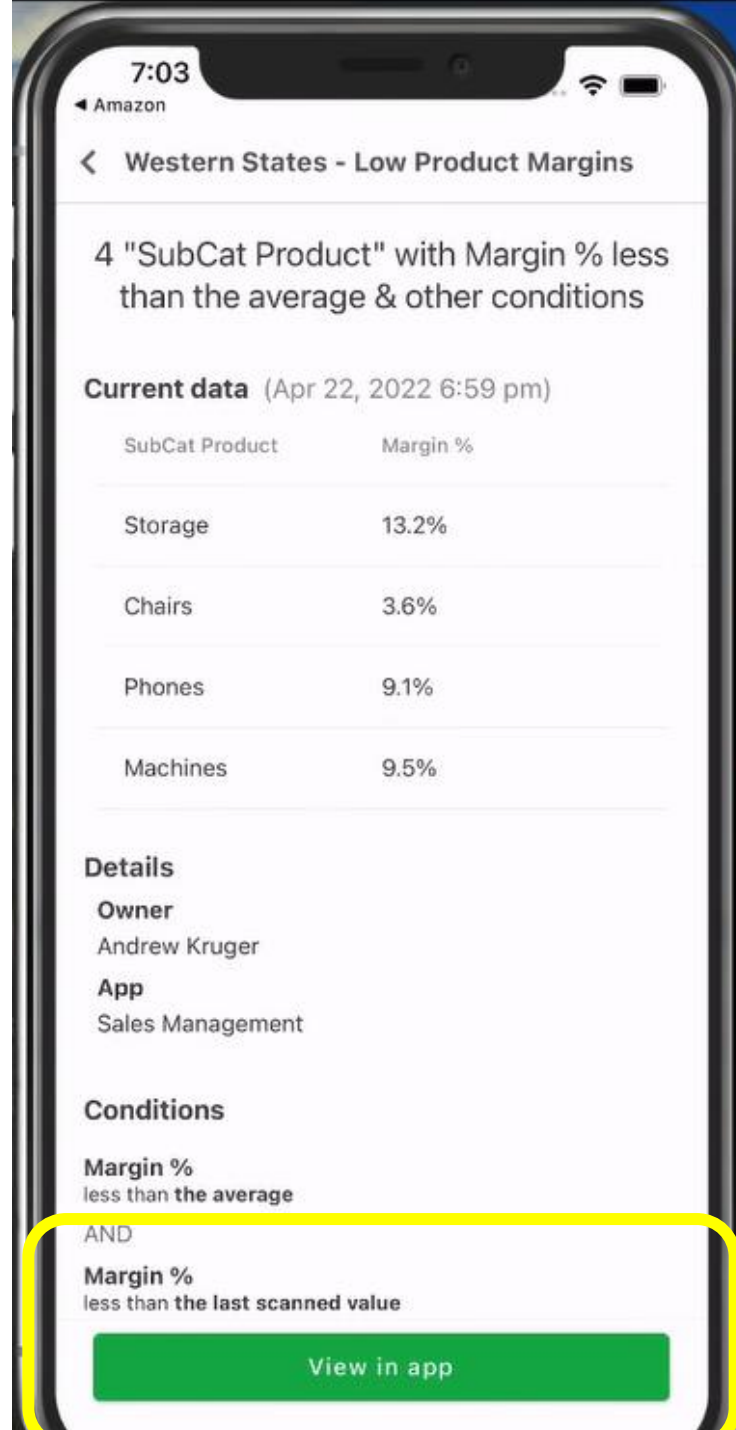 7:03
◀ Amazon
Western States - Low Product Margins
4 "SubCat Product" with Margin % less
than the average & other conditions
Current data (Apr 22, 2022 6:59 pm)
SubCat Product Margin %
Storage 13.2%
Chairs 3.6%
Phones 9.1%
Machines 9.5%
Details
Owner
Andrew Kruger
App
Sales Management
Conditions
Margin %
less than the average
AND
Margin %
less than the last scanned value
View in app